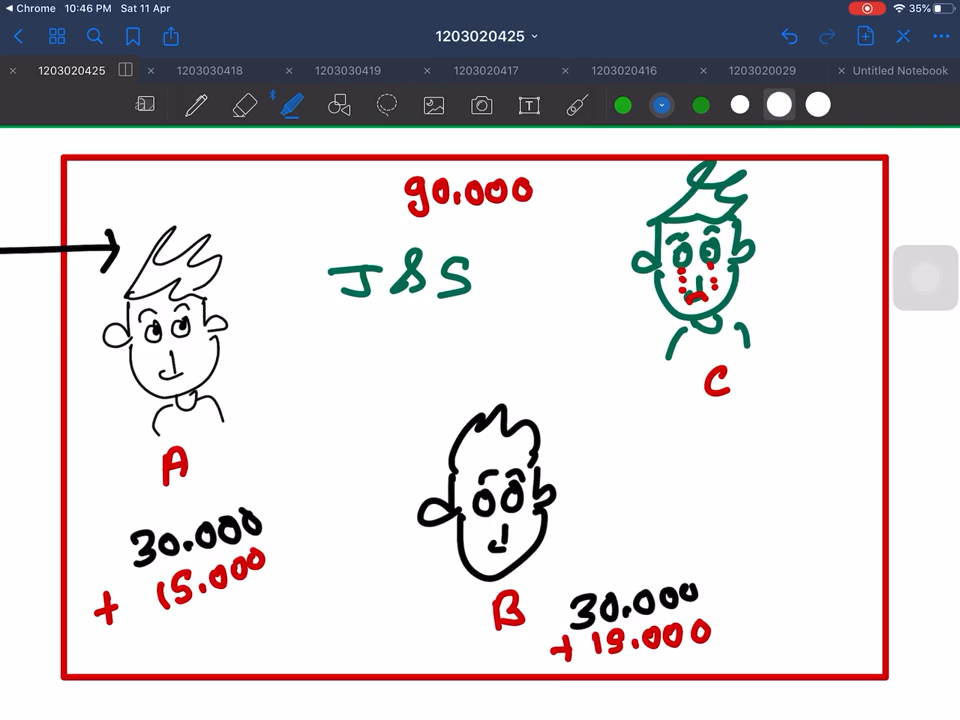 Chrome 10:46 PM Sat 11 Apr 35%
1203020425
1203020425 1203030418 1203030419 1203020417 1203020416 1203020029 Untitled Notebook
T
90.000
J&S
C
A
30.000
+ 15.000
B
30.000
+ 15.000